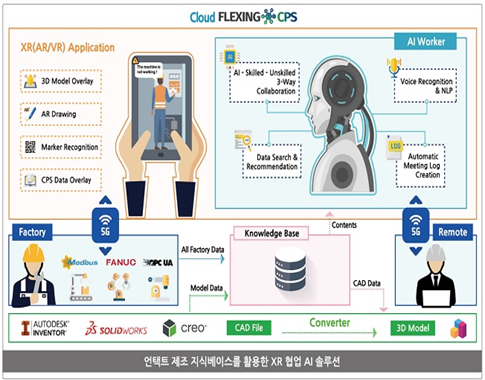 Cloud FLEXING CPS
XR(AR/VR) Application
3D Model Overlay
AR Drawing
Marker Recognition
CPS Data Overlay
The machine is
not working !
AI Worker
AI - Skilled - Unskilled
3-Way
Collaboration
Voice Recognition
& NLP
Data Search &
Recommendation
LOG
Automatic
Meeting Log
Creation
5G
5G
Factory
Modbus
FANUC
OPC UA
All Factory Data
Model Data
Knowledge Base
Contents
CAD Data
Remote
AUTODESK
INVENTOR
SOLIDWORKS
creo
CAD File
Converter
3D Model
언택트 제조 지식베이스를 활용한 XR 협업 AI 솔루션